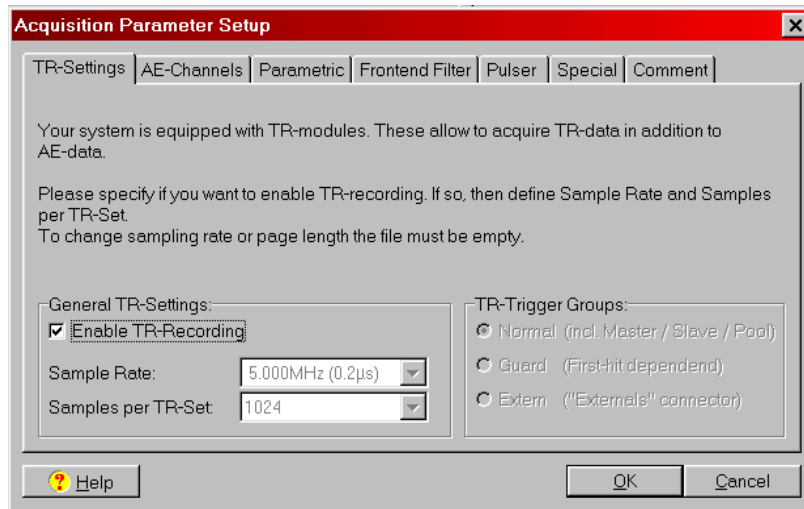 Acquisition Parameter Setup
TR-Settings AE-Channels Parametric Frontend Filter Pulser Special Comment
Your system is equipped with TR-modules. These allow to acquire TR-data in addition to
AE-data.
Please specify if you want to enable TR-recording. If so, then define Sample Rate and Samples
per TR-Set.
To change sampling rate or page length the file must be empty.
General TR-Settings:
Enable TR-Recording
Sample Rate: 5.000MHz (0.2µs)
Samples per TR-Set: 1024
TR-Trigger Groups:
Normal (incl. Master / Slave / Pool)
Guard (First-hit dependend)
Extern ("Externals" connector)
Help OK Cancel